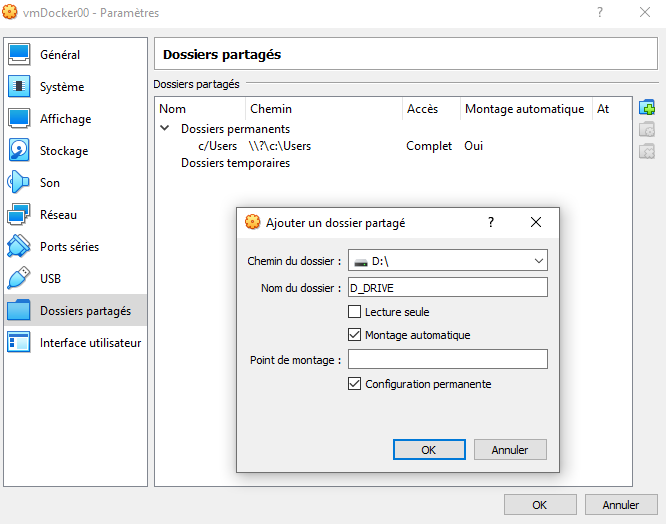 vmDocker00 - Paramètres
? ×
Général
Système
Affichage
Stockage
Son
Réseau
Ports séries
USB
Dossiers partagés
Interface utilisateur
Dossiers partagés
Dossiers partagés
Nom Chemin Accès Montage automatique At
Dossiers permanents
c/Users \\?\c:\Users Complet Oui
Dossiers temporaires
Ajouter un dossier partagé
? ×
Chemin du dossier : D:\
Nom du dossier : D_DRIVE
Lecture seule
Montage automatique
Point de montage :
Configuration permanente
OK Annuler
OK Annuler